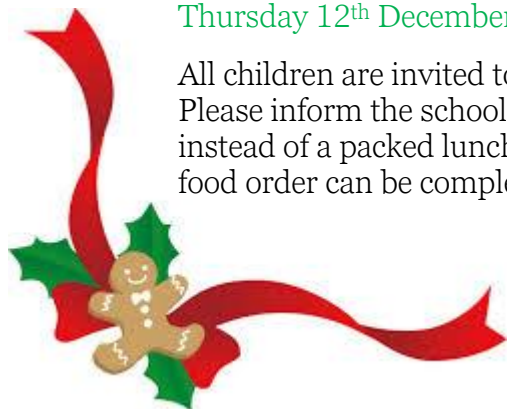 Thursday 12th December
All children are invited to
Please inform the school
instead of a packed lunch
food order can be comple